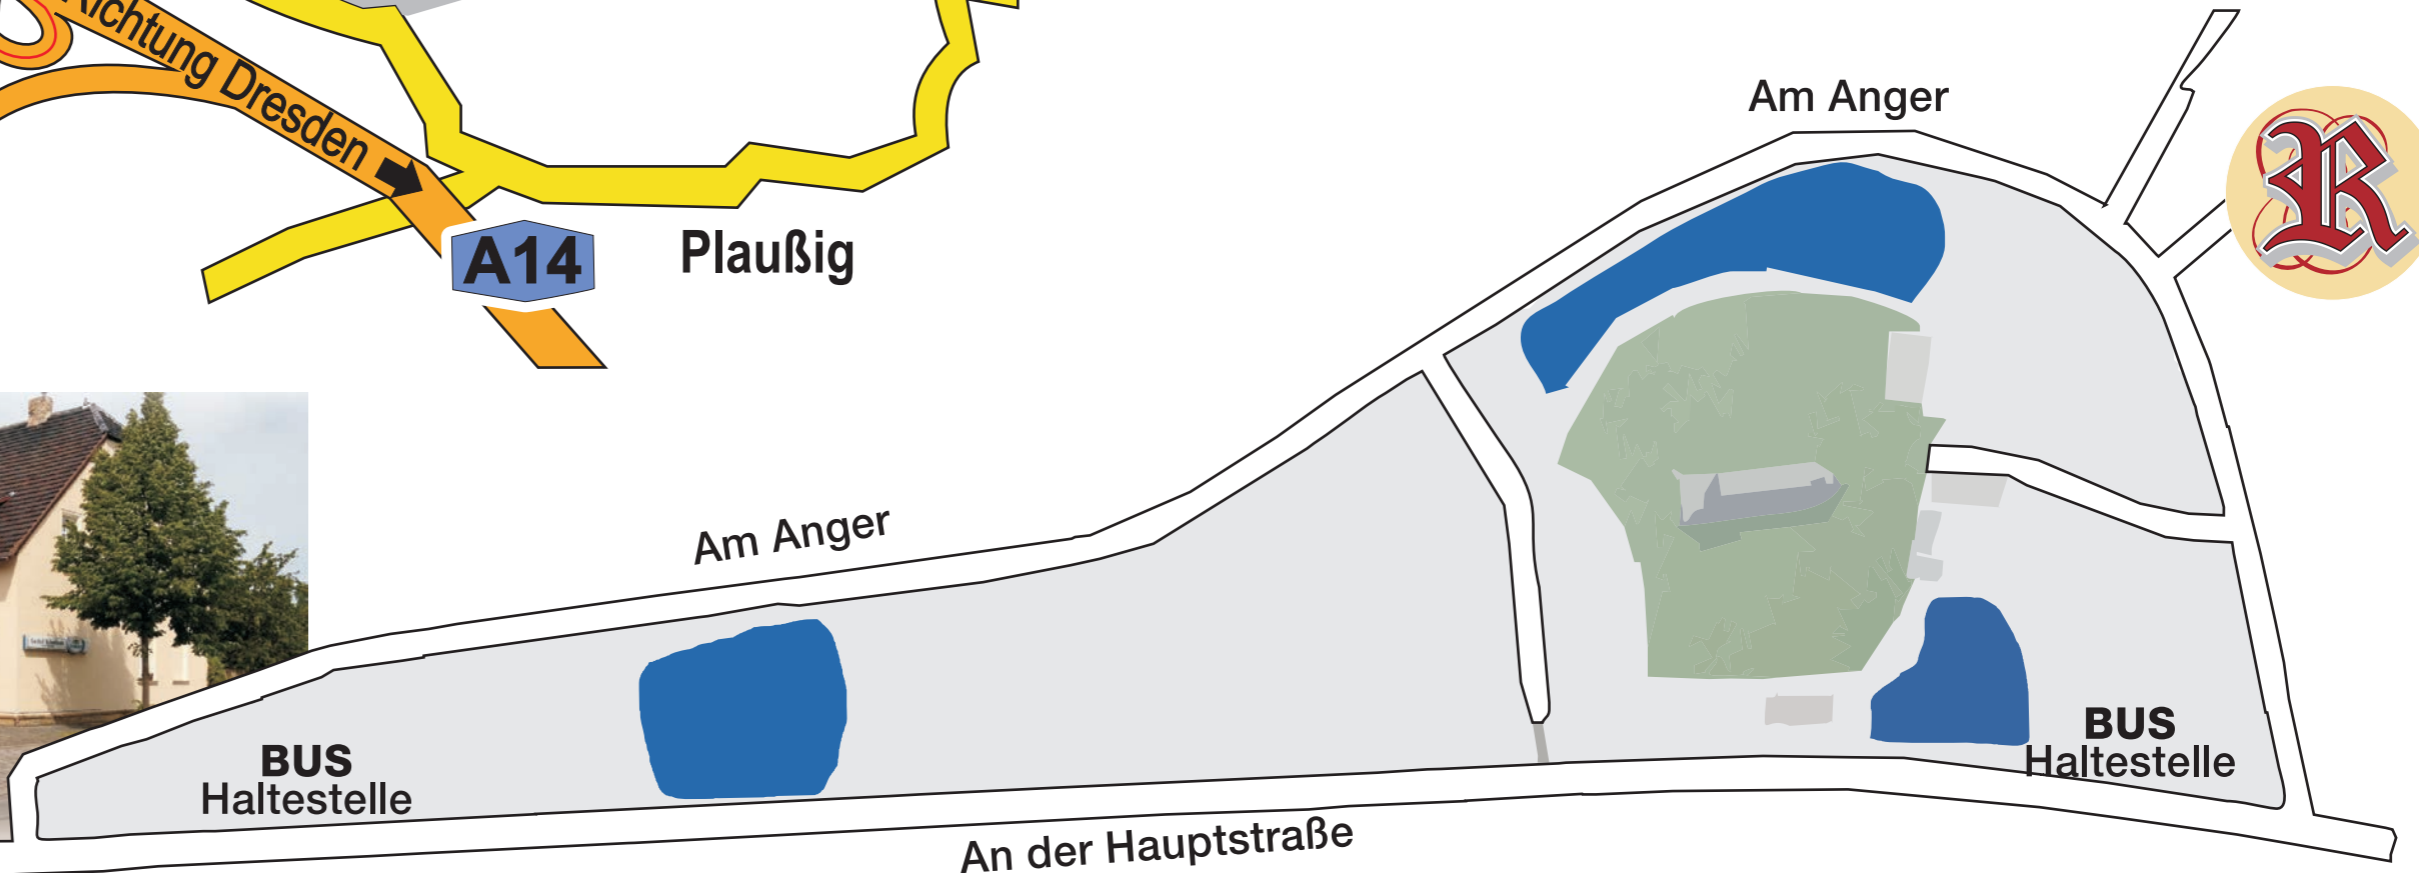 Richtung Dresden
A14
Plaußig
Am Anger
R
Am Anger
BUS
Haltestelle
BUS
Haltestelle
An der Hauptstraße